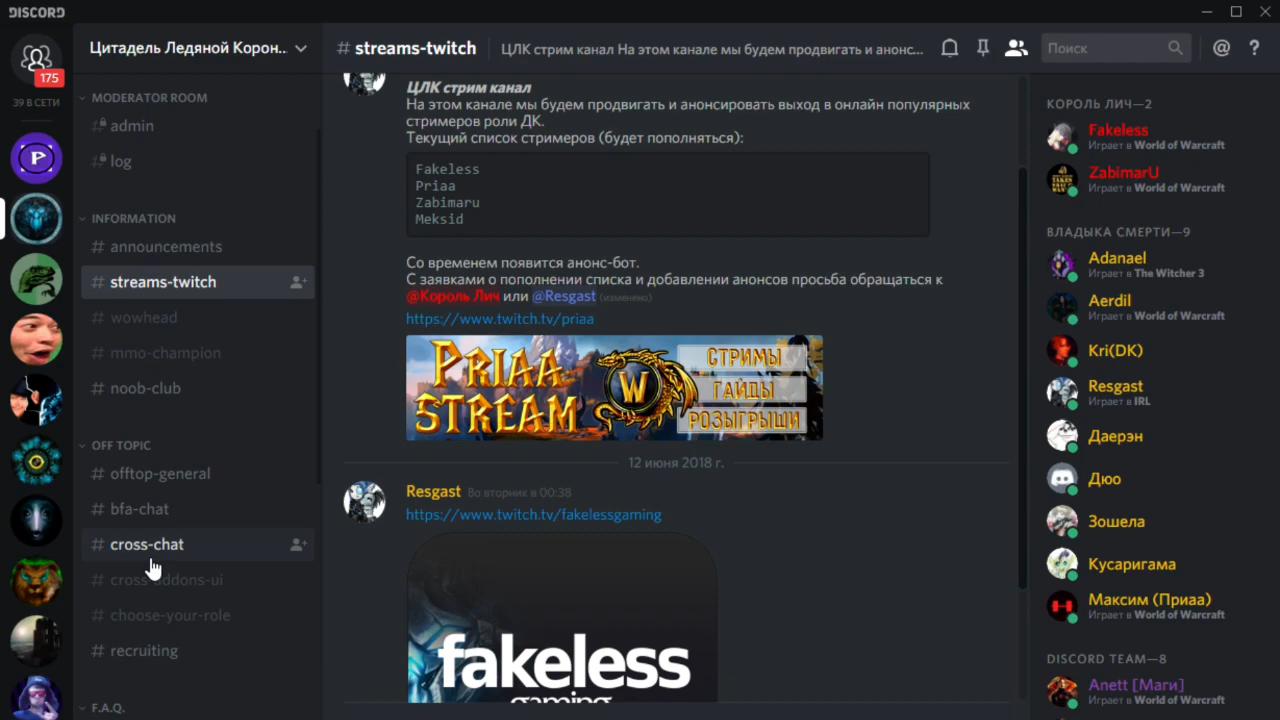 DISCORD
175
39 В СЕТИ
Цитадель Ледяной Корон...
MODERATOR ROOM
admin
log
INFORMATION
# announcements
# streams-twitch
# wowhead
# mmo-champion
# noob-club
OFF TOPIC
# offtop-general
# bfa-chat
# cross-chat
# cross-addons-ui
# choose-your-role
# recruiting
F.A.Q.
# streams-twitch
ЦЛК стрим канал На этом канале мы будем продвигать и анонс...
Поиск
ЦЛК стрим канал
На этом канале мы будем продвигать и анонсировать выход в онлайн популярных
стримеров роли ДК.
Текущий список стримеров (будет пополняться):
Fakeless
Priaa
Zabimaru
Meksid
Со временем появится анонс-бот.
С заявками о пополнении списка и добавлении анонсов просьба обращаться к
@Король Лич или @Resgast (изменено)
https://www.twitch.tv/priaa
PRIAA
STREAM
W
СТРИМЫ
ГАЙДЫ
РОЗЫГРЫШИ
12 июня 2018 г.
Resgast Во вторник в 00:38
https://www.twitch.tv/fakelessgaming
fakeless
gaming
КОРОЛЬ ЛИЧ—2
Fakeless
Играет в World of Warcraft
ZabimarU
Играет в World of Warcraft
ВЛАДЫКА СМЕРТИ—9
Adanael
Играет в The Witcher 3
Aerdil
Играет в World of Warcraft
Kri(DK)
Resgast
Играет в IRL
Даерэн
Дюо
Зошела
Кусаригама
Максим (Приаа)
Играет в World of Warcraft
DISCORD TEAM—8
Anett [Маги]
Играет в World of Warcraft